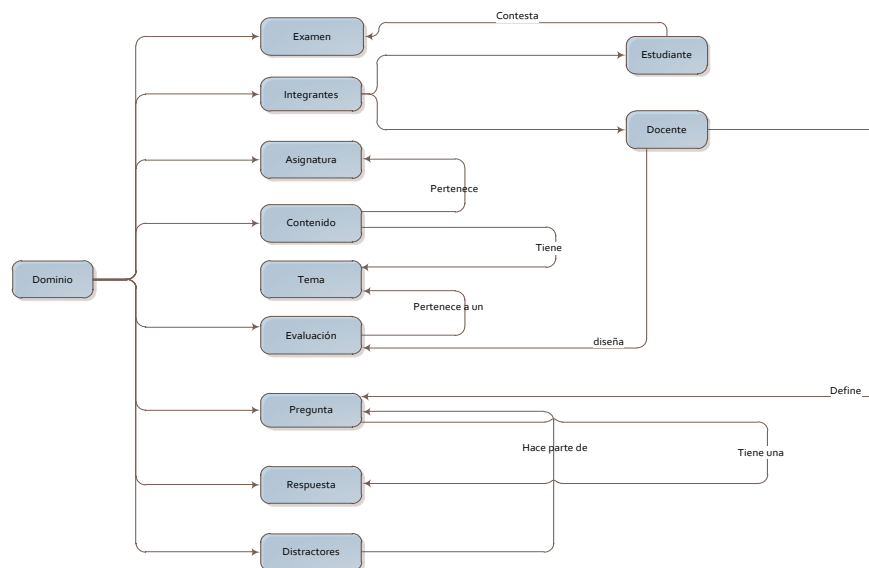 Contesta
Examen
Estudiante
Integrantes
Docente
Asignatura
Pertenece
Contenido
Tiene
Dominio
Tema
Pertenece a un
Evaluación
diseña
Define
Pregunta
Hace parte de
Tiene una
Respuesta
Distractores